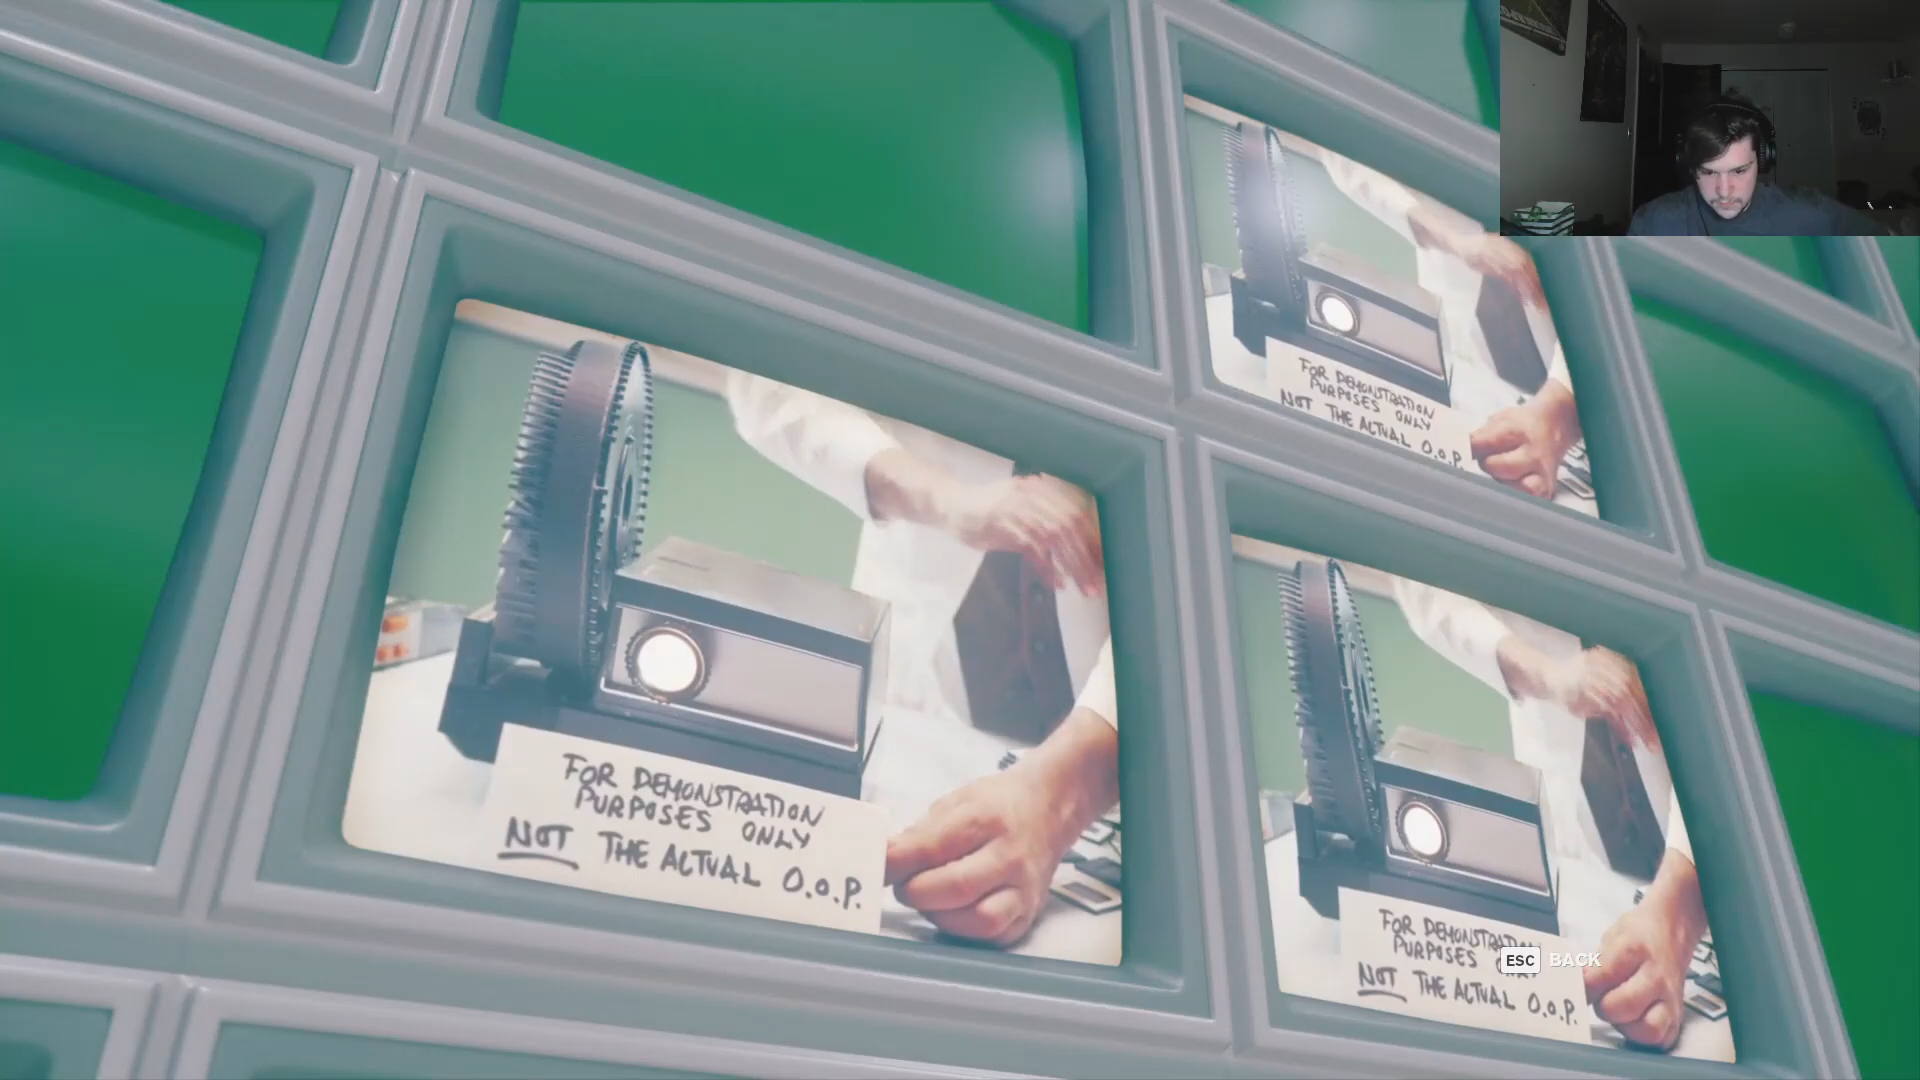 FOR DEMONSTRATION
PURPOSES ONLY
NOT THE ACTUAL O.O.P.
FOR DEMONSTRATION
PURPOSES ONLY
NOT THE ACTUAL O.O.P.
FOR DEMONSTRATION
PURPOSES
NOT THE ACTUAL O.O.P.
ESC BACK